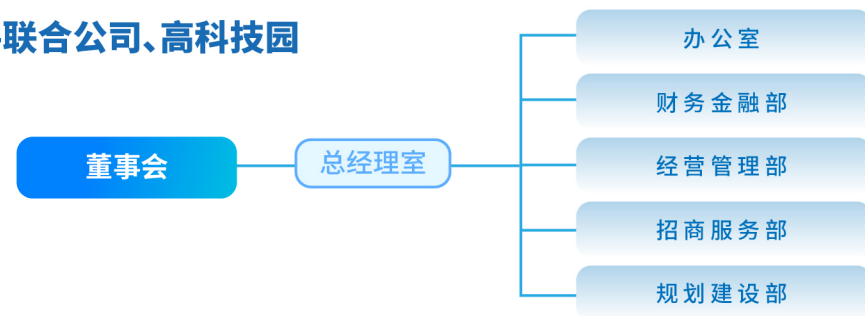 联合公司、高科技园
董事会
总经理室
办公室
财务金融部
经营管理部
招商服务部
规划建设部